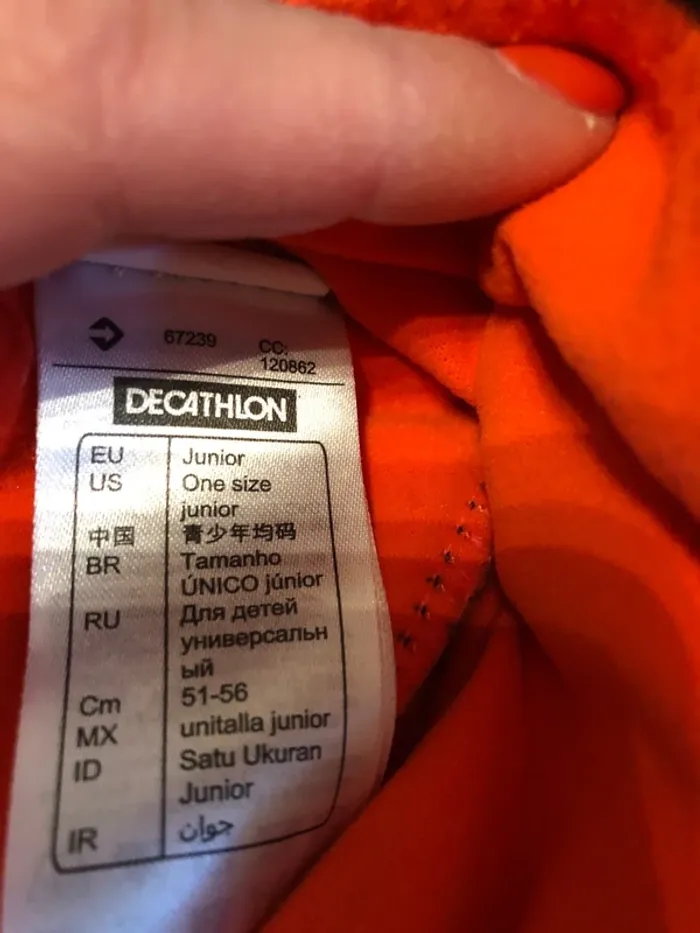 67239 CC:
120862
DECATHLON
EU Junior
US One size
junior
中国 青少年均码
BR Tamanho
ÚNICO júnior
RU Для детей
универсальн
ый
Cm 51-56
MX unitalla junior
ID Satu Ukuran
Junior
IR جوان